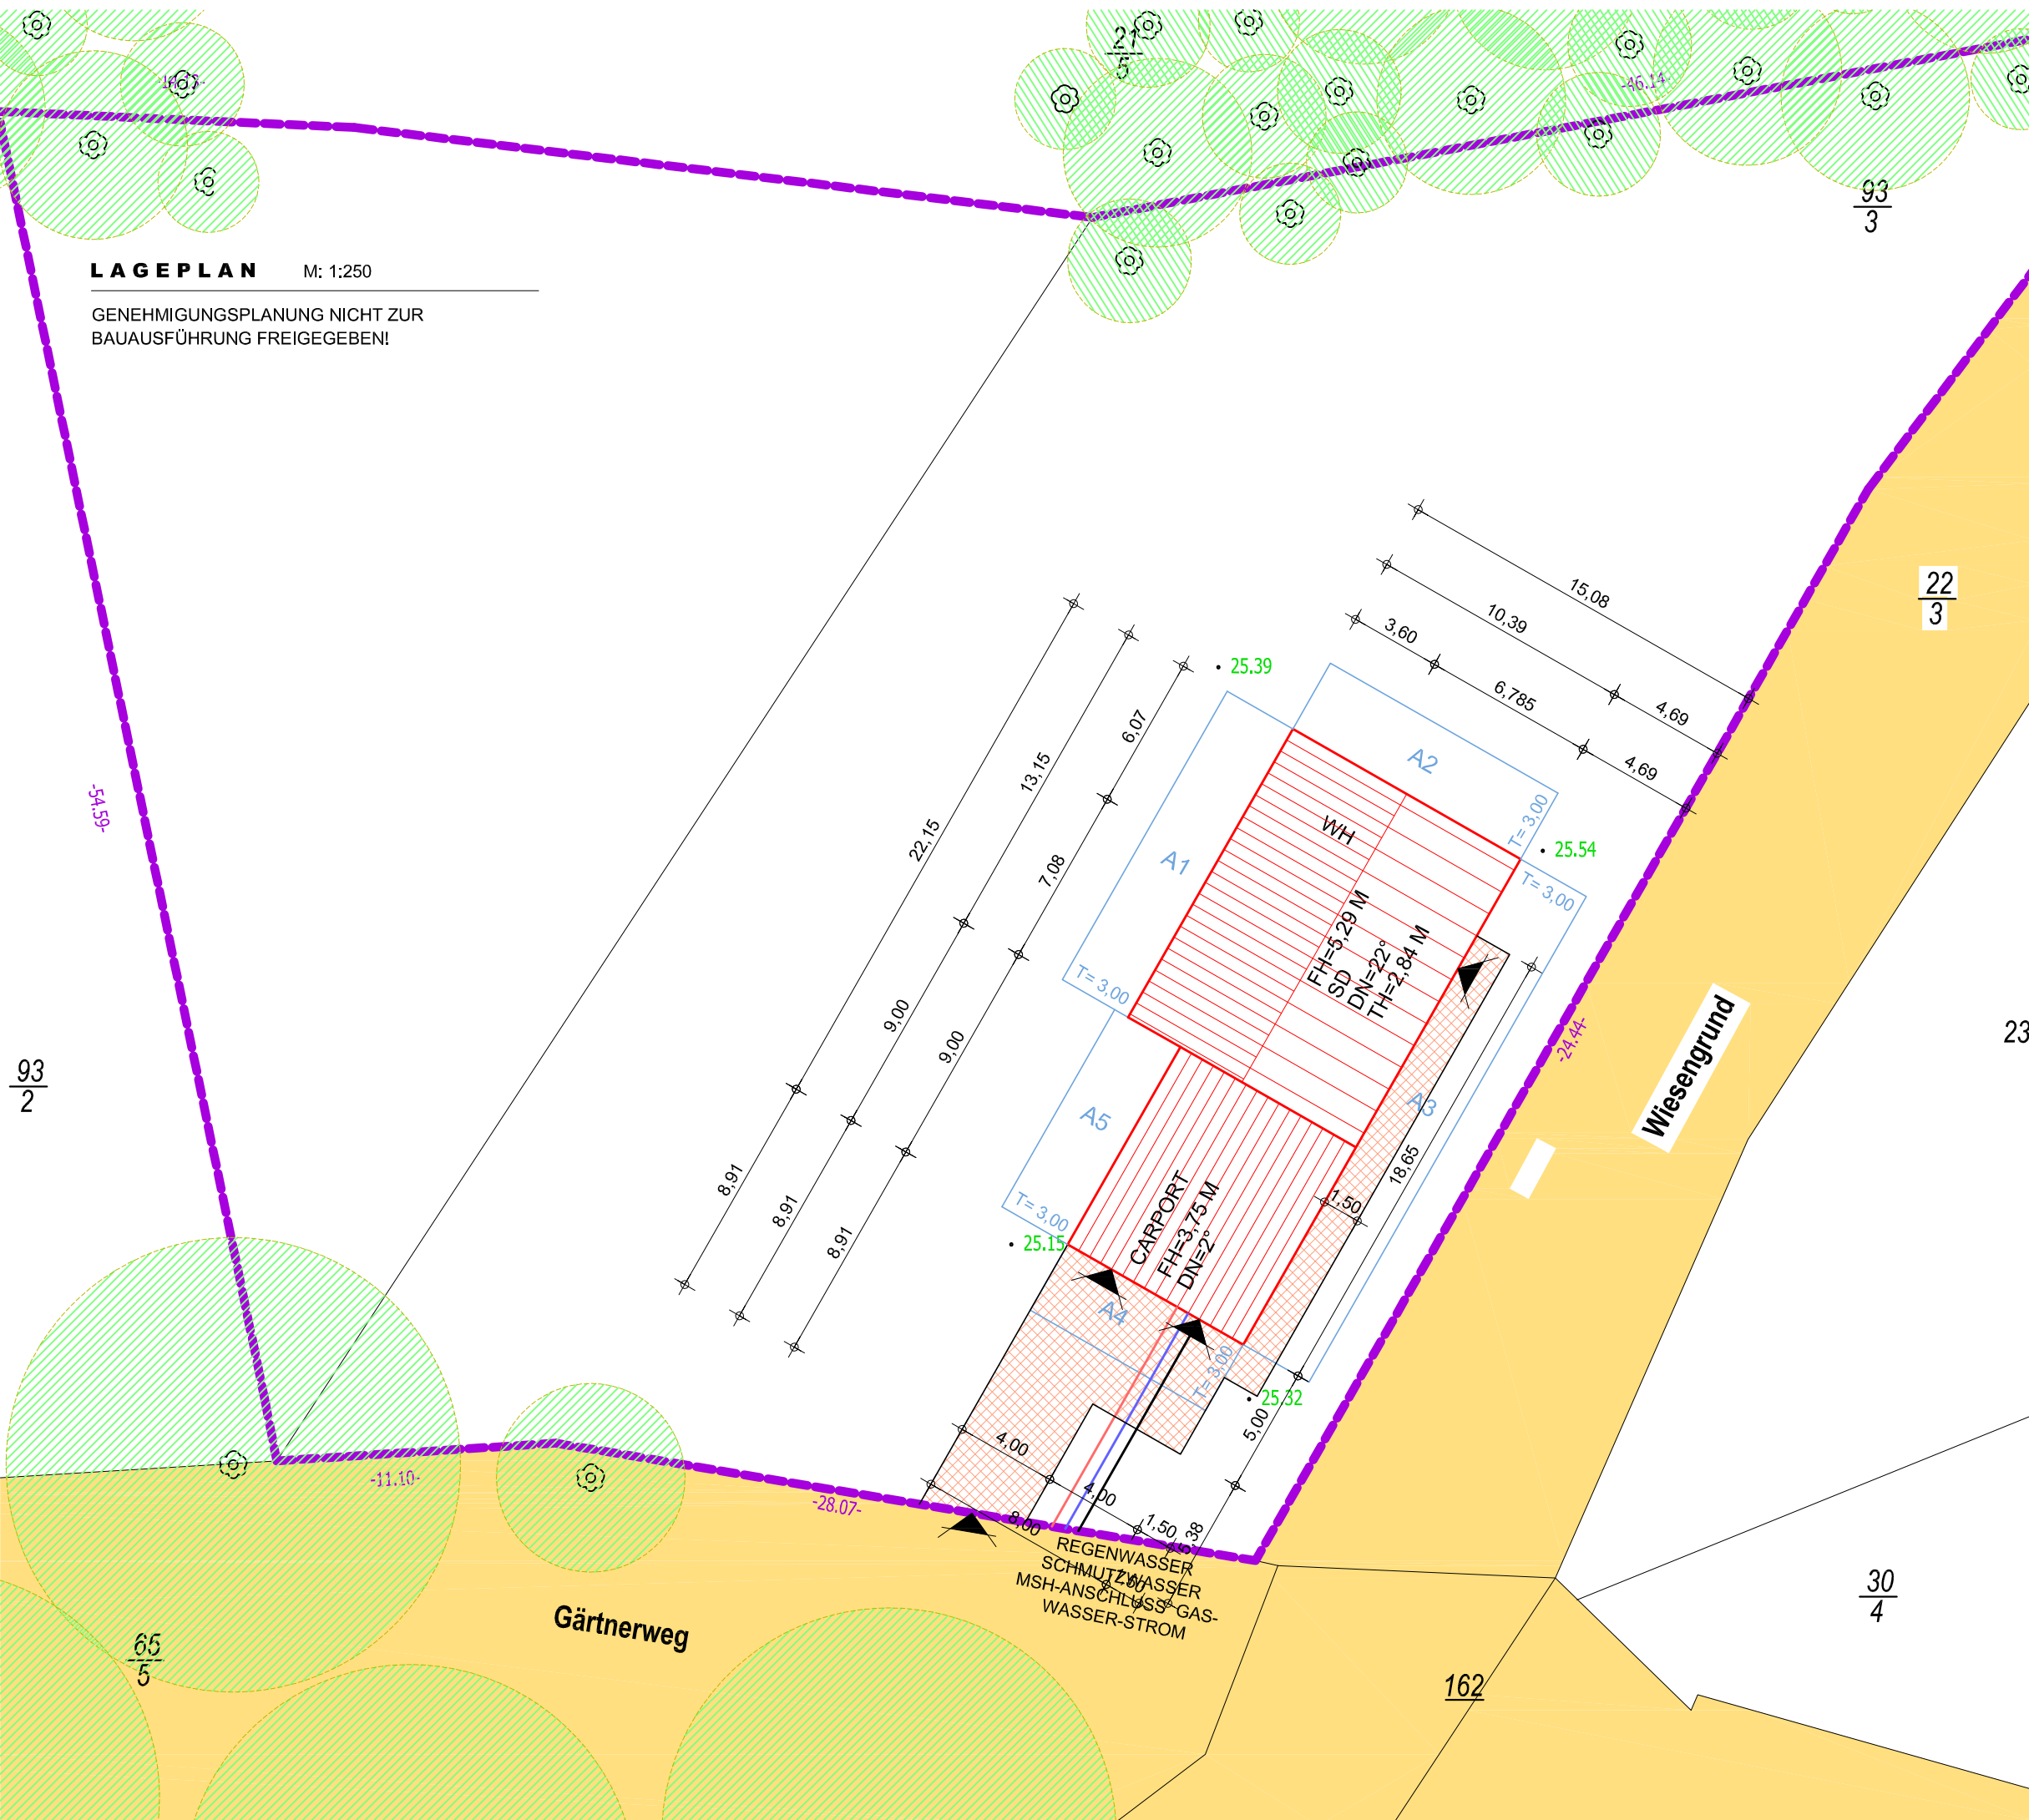 21
5
-46.14-
93
3
LAGEPLAN M: 1:250
GENEHMIGUNGSPLANUNG NICHT ZUR
BAUAUSFÜHRUNG FREIGEGEBEN!
15,08
10,39
4,69
3,60
6,785
4,69
22
3
22,15
8,91
13,15
9,00
8,91
6,07
7,08
9,00
8,91
25.39
25.54
25.15
25.32
A1
A2
A3
A4
A5
T= 3,00
T= 3,00
T= 3,00
T= 3,00
T= 3,00
WH
FH=5,29 M
SD
DN=22°
TH=2,84 M
CARPORT
FH=3,75 M
DN=2°
18,65
1,50
5,00
5,38
4,00
4,00
1,50
8,00
-54.59-
-24.44-
Wiesengrund
23
93
2
-11.10-
-28.07-
REGENWASSER
SCHMUTZWASSER
MSH-ANSCHLUSS GAS-
WASSER-STROM
Gärtnerweg
66
5
162
30
4